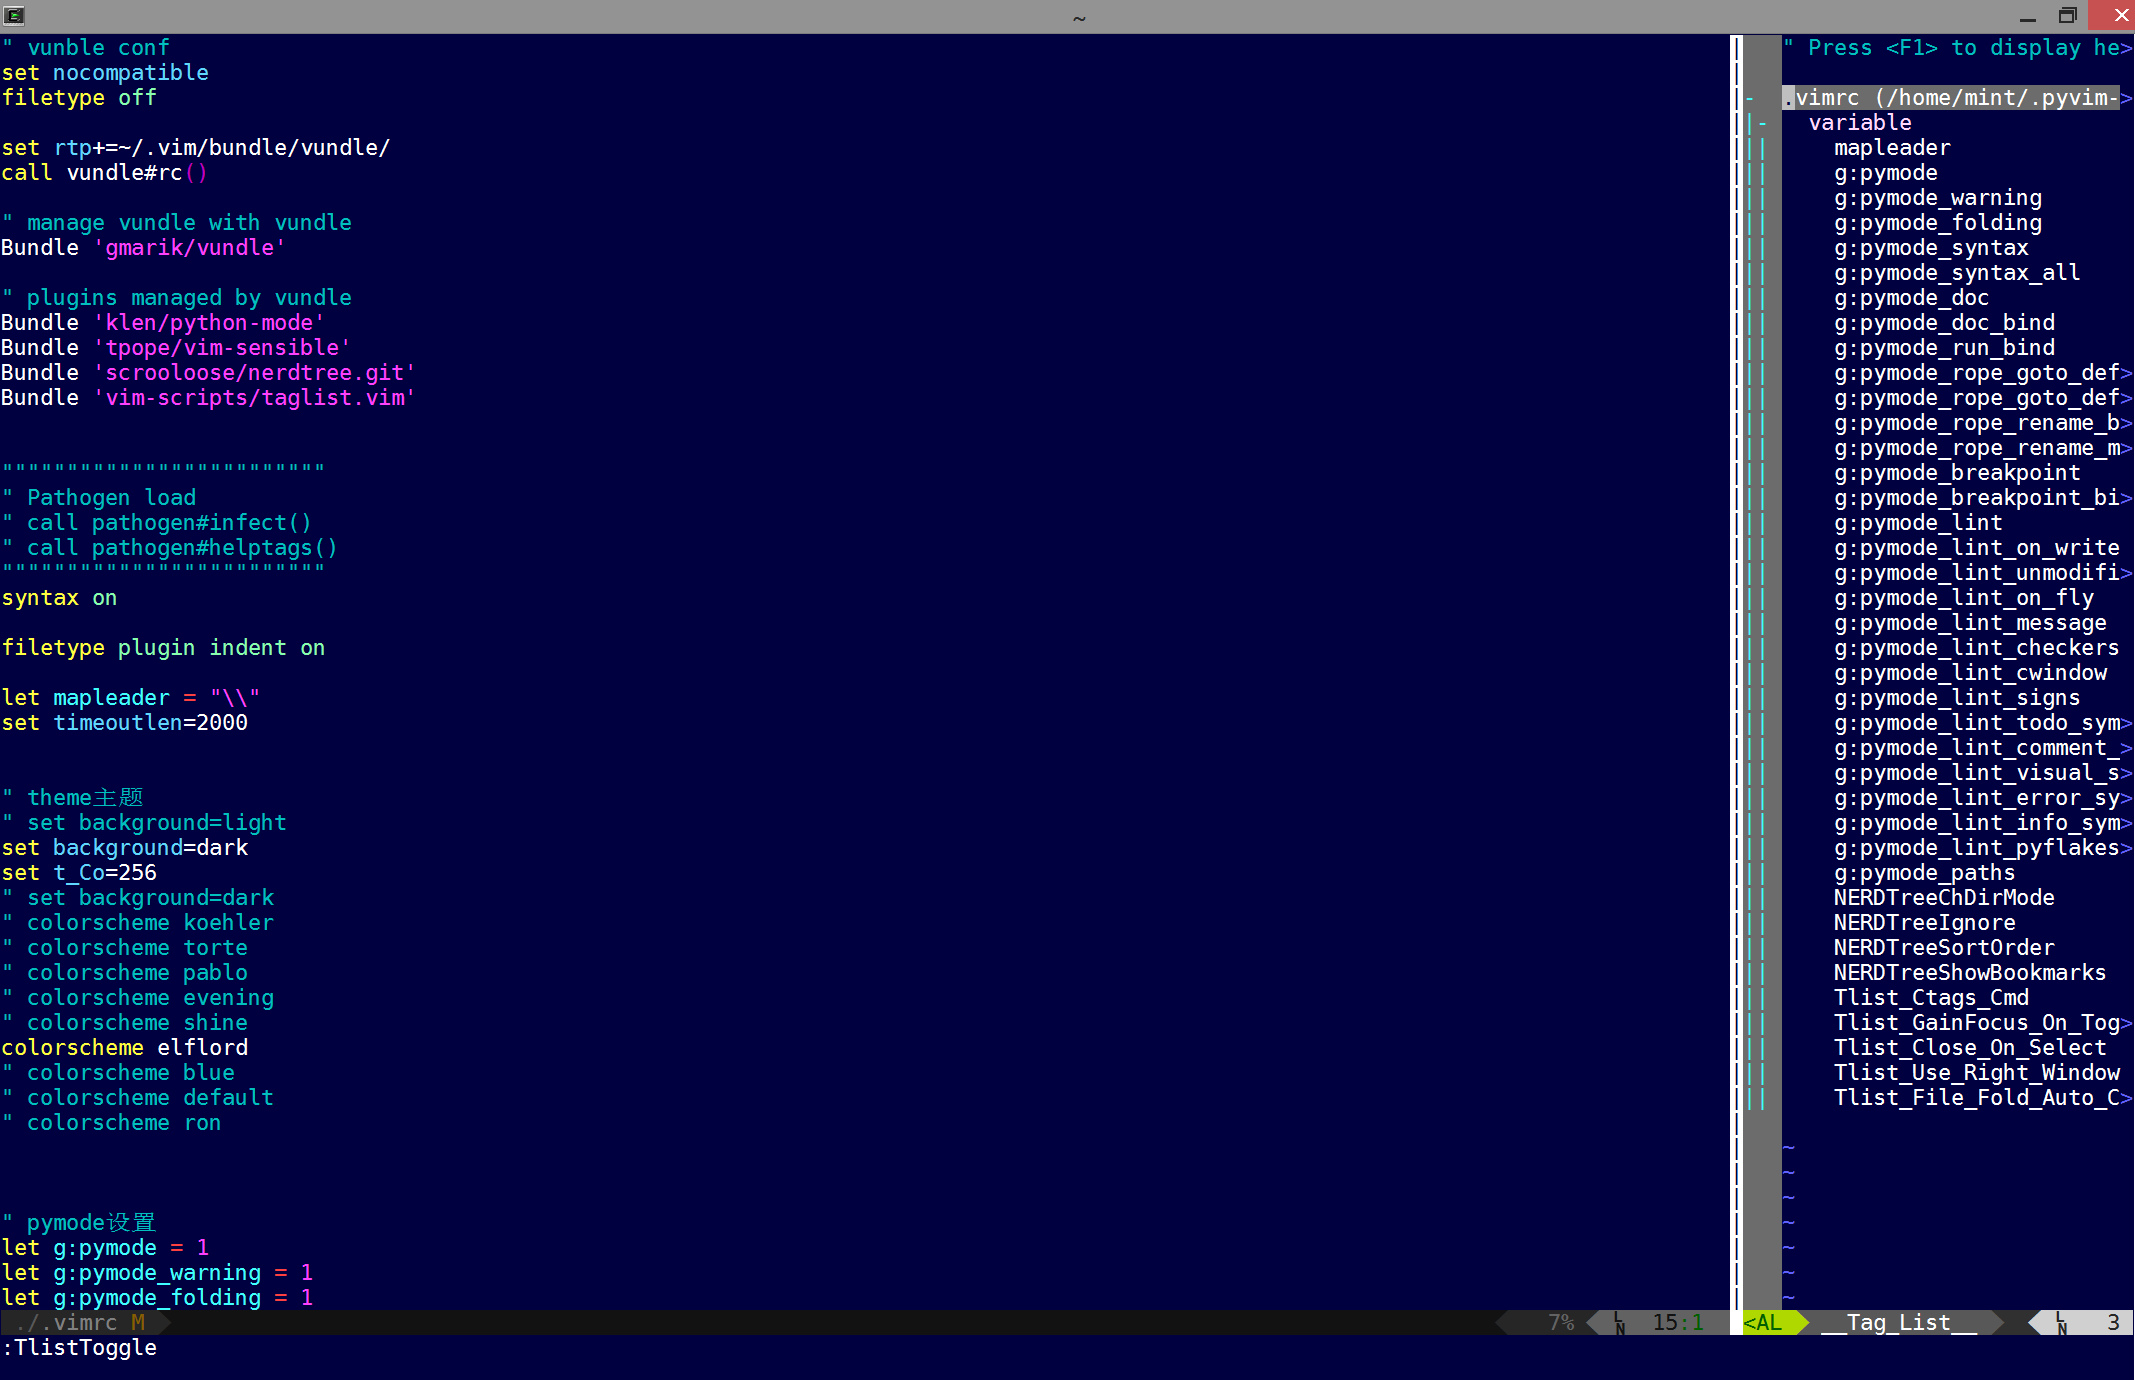 ~
" vunble conf
set nocompatible
filetype off
set rtp+=~/.vim/bundle/vundle/
call vundle#rc()
" manage vundle with vundle
Bundle 'gmarik/vundle'
" plugins managed by vundle
Bundle 'klen/python-mode'
Bundle 'tpope/vim-sensible'
Bundle 'scrooloose/nerdtree.git'
Bundle 'vim-scripts/taglist.vim'
"""""""""""""""""""""""""
" Pathogen load
" call pathogen#infect()
" call pathogen#helptags()
"""""""""""""""""""""""""
syntax on
filetype plugin indent on
let mapleader = "\\"
set timeoutlen=2000
" theme主题
" set background=light
set background=dark
set t_Co=256
" set background=dark
" colorscheme koehler
" colorscheme torte
" colorscheme pablo
" colorscheme evening
" colorscheme shine
colorscheme elflord
" colorscheme blue
" colorscheme default
" colorscheme ron
" pymode设置
let g:pymode = 1
let g:pymode_warning = 1
let g:pymode_folding = 1
./.vimrc M 7% LN 15:1
:TlistToggle
" Press <F1> to display he>
- .vimrc (/home/mint/.pyvim->
|- variable
|| mapleader
|| g:pymode
|| g:pymode_warning
|| g:pymode_folding
|| g:pymode_syntax
|| g:pymode_syntax_all
|| g:pymode_doc
|| g:pymode_doc_bind
|| g:pymode_run_bind
|| g:pymode_rope_goto_def>
|| g:pymode_rope_goto_def>
|| g:pymode_rope_rename_b>
|| g:pymode_rope_rename_m>
|| g:pymode_breakpoint
|| g:pymode_breakpoint_bi>
|| g:pymode_lint
|| g:pymode_lint_on_write
|| g:pymode_lint_unmodifi>
|| g:pymode_lint_on_fly
|| g:pymode_lint_message
|| g:pymode_lint_checkers
|| g:pymode_lint_cwindow
|| g:pymode_lint_signs
|| g:pymode_lint_todo_sym>
|| g:pymode_lint_comment_>
|| g:pymode_lint_visual_s>
|| g:pymode_lint_error_sy>
|| g:pymode_lint_info_sym>
|| g:pymode_lint_pyflakes>
|| g:pymode_paths
|| NERDTreeChDirMode
|| NERDTreeIgnore
|| NERDTreeSortOrder
|| NERDTreeShowBookmarks
|| Tlist_Ctags_Cmd
|| Tlist_GainFocus_On_Tog>
|| Tlist_Close_On_Select
|| Tlist_Use_Right_Window
|| Tlist_File_Fold_Auto_C>
~
~
~
~
~
~
~
<AL __Tag_List__ LN 3